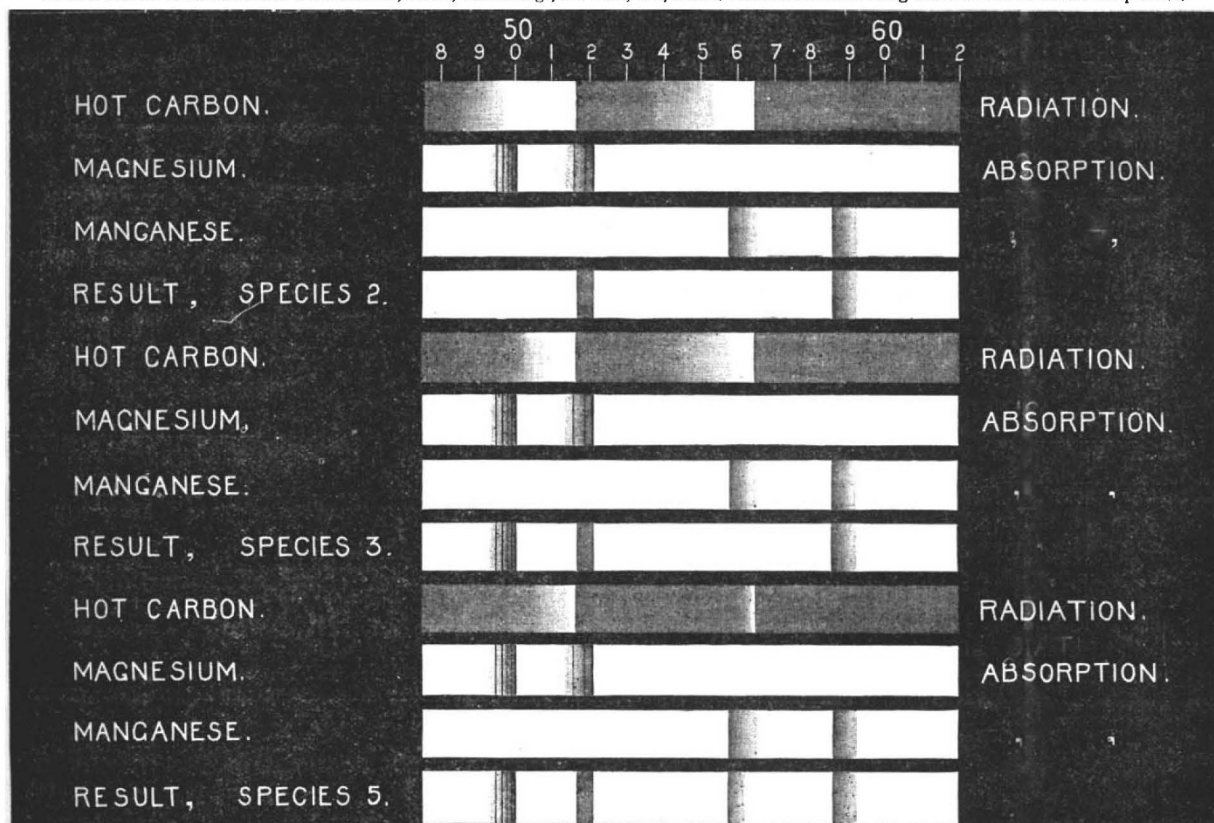 50 60
8 9 0 1 2 3 4 5 6 7 8 9 0 1 2
HOT CARBON. RADIATION.
MAGNESIUM. ABSORPTION.
MANGANESE. , ,
RESULT, SPECIES 2.
HOT CARBON. RADIATION.
MAGNESIUM. ABSORPTION.
MANGANESE. , ,
RESULT, SPECIES 3.
HOT CARBON. RADIATION.
MAGNESIUM. ABSORPTION.
MANGANESE. , ,
RESULT, SPECIES 5.